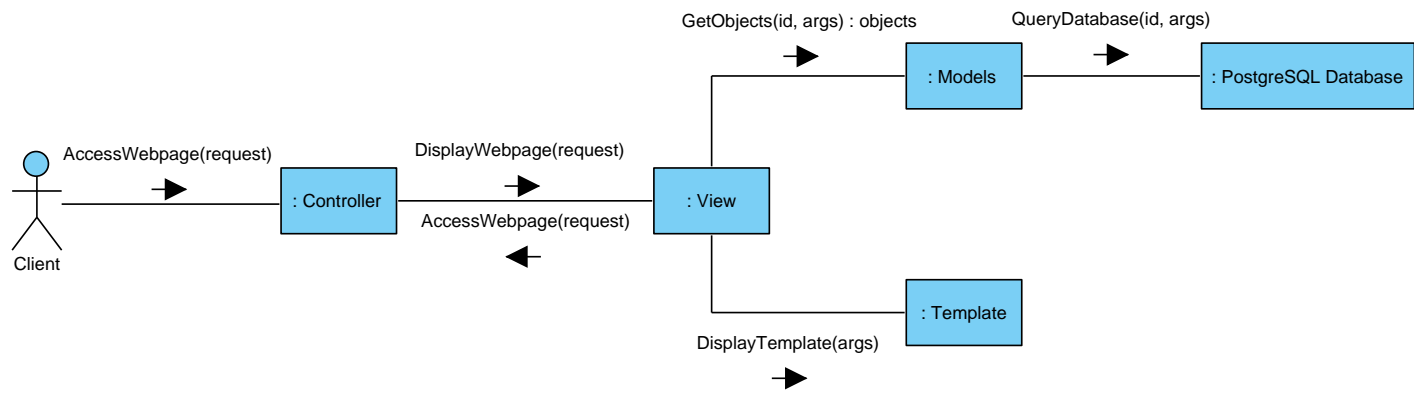 GetObjects(id, args) : objects
QueryDatabase(id, args)
: Models
: PostgreSQL Database
AccessWebpage(request)
DisplayWebpage(request)
: Controller
: View
AccessWebpage(request)
Client
: Template
DisplayTemplate(args)